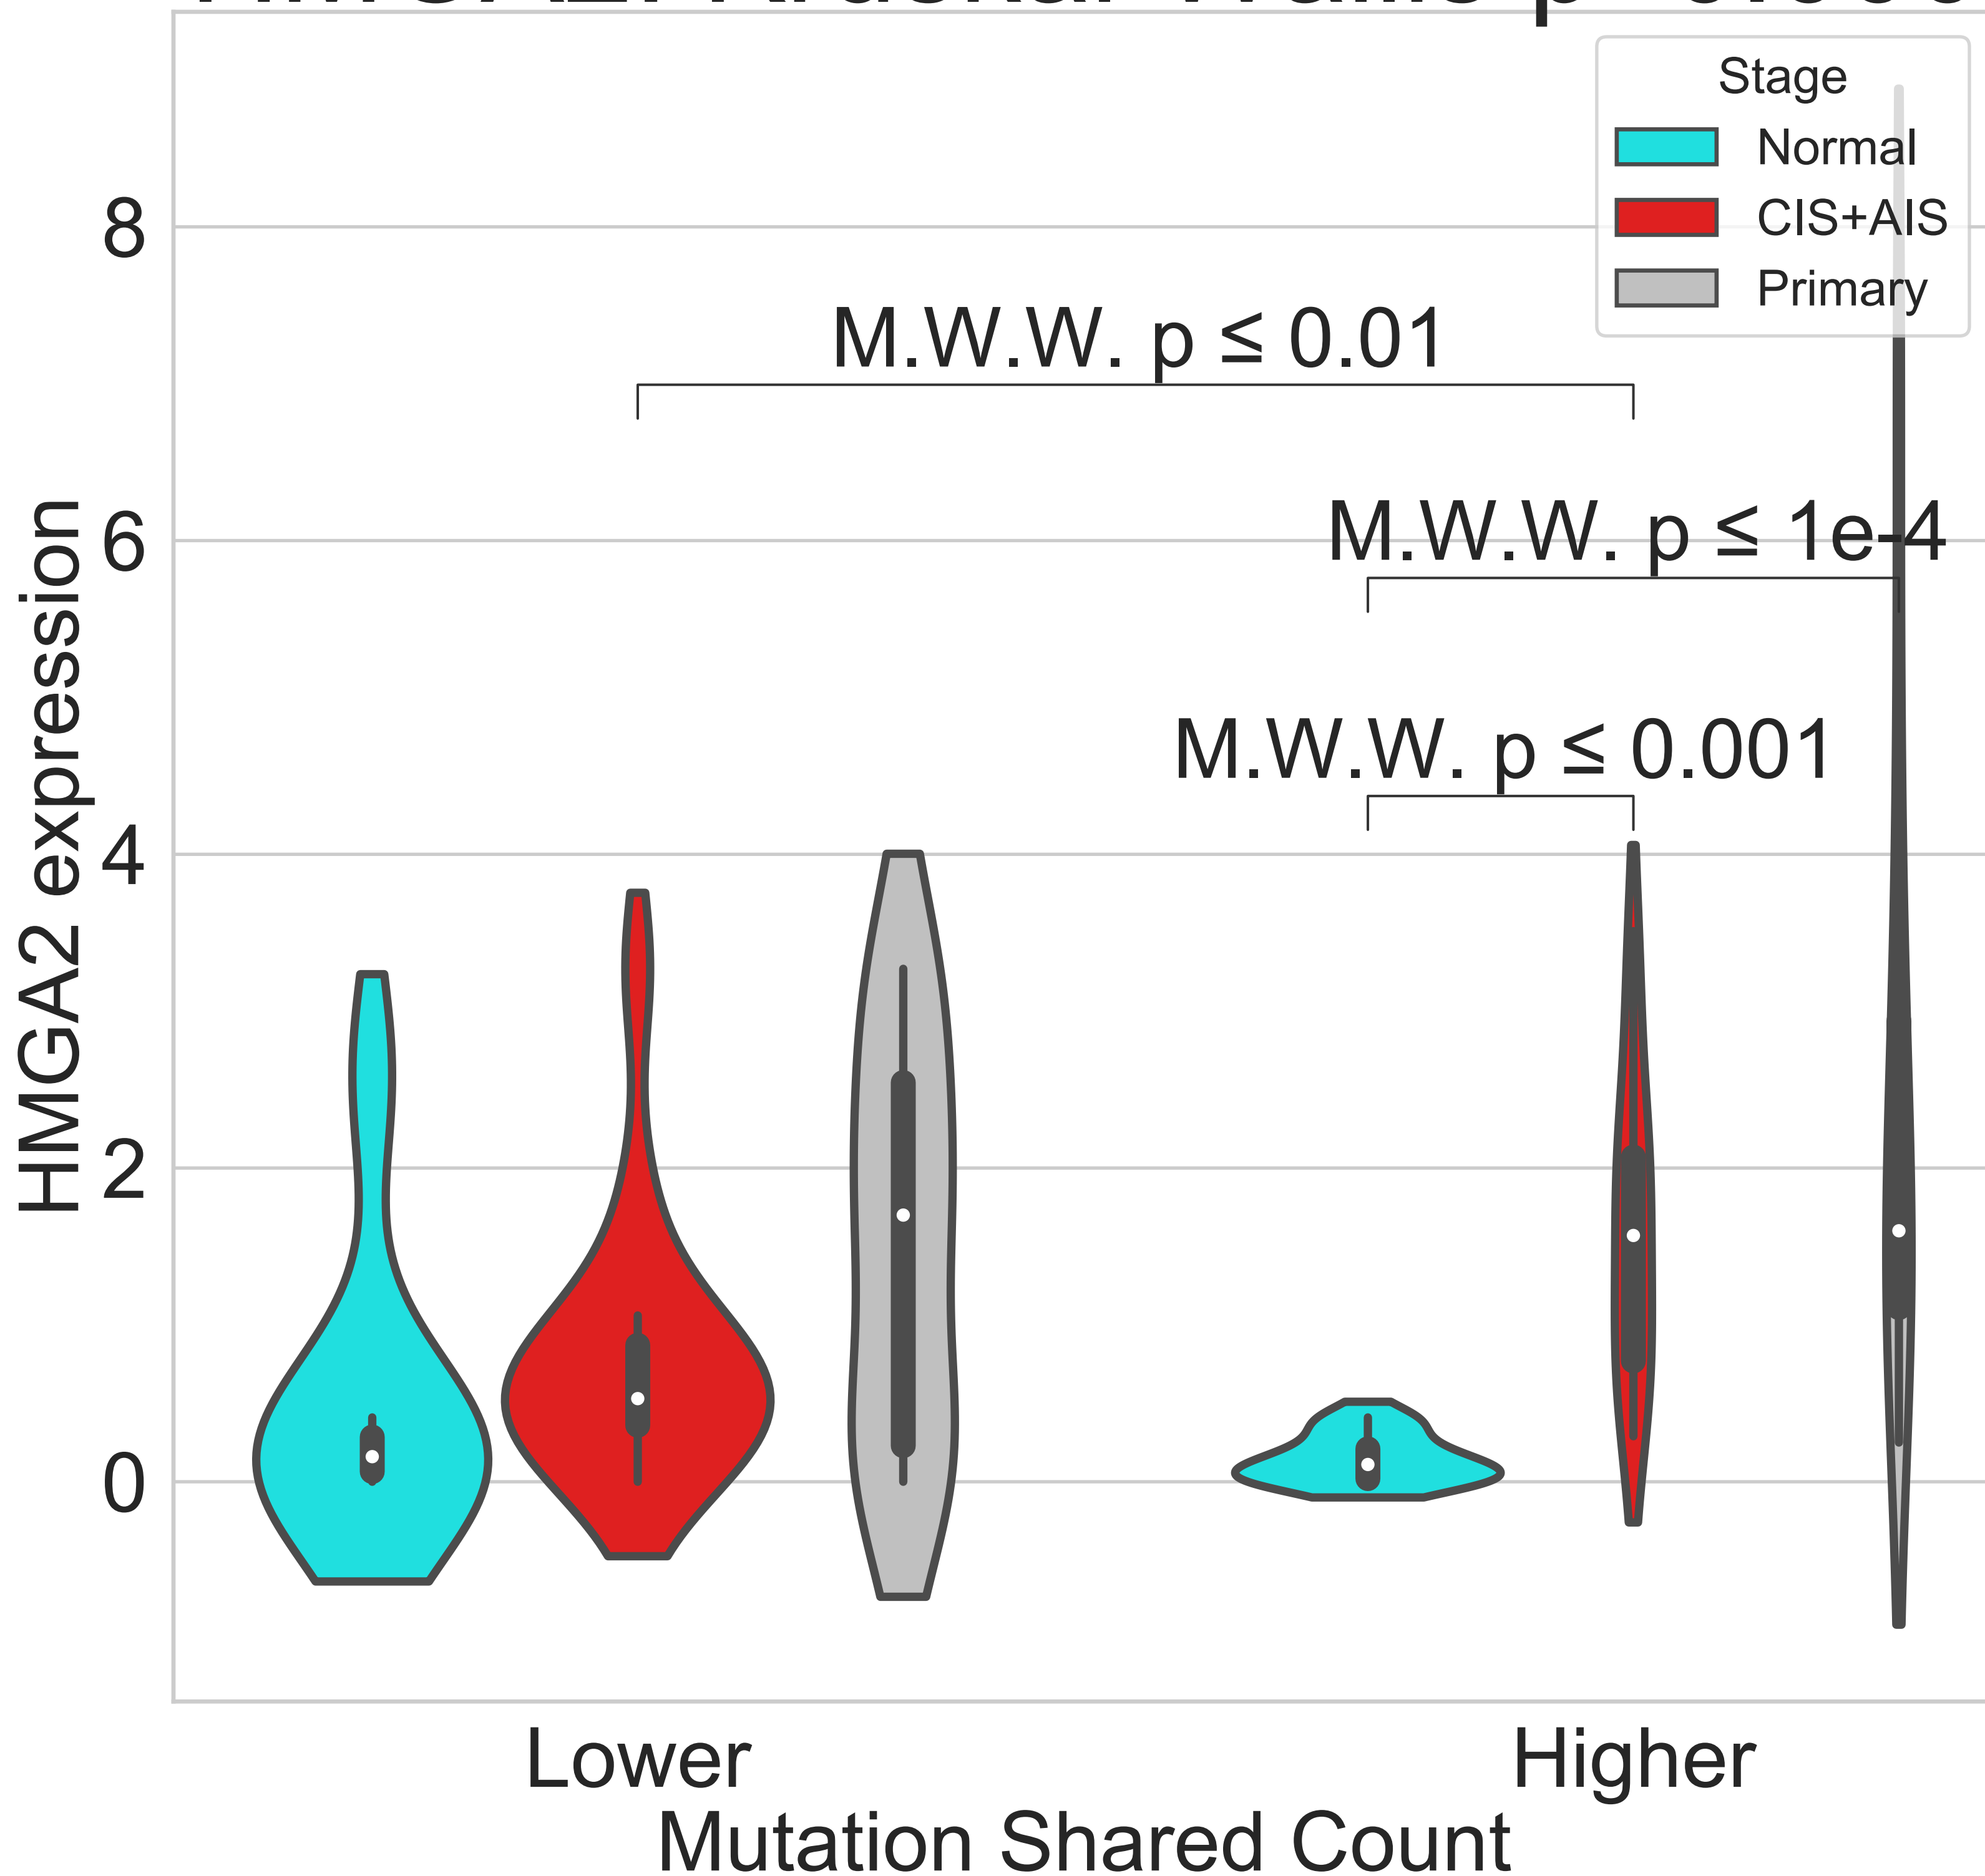 Stage
Normal
CIS+AIS
Primary
M.W.W. p ≤ 0.01
M.W.W. p ≤ 1e-4
M.W.W. p ≤ 0.001
8
6
4
2
0
HMGA2 expression
Lower
Higher
Mutation Shared Count